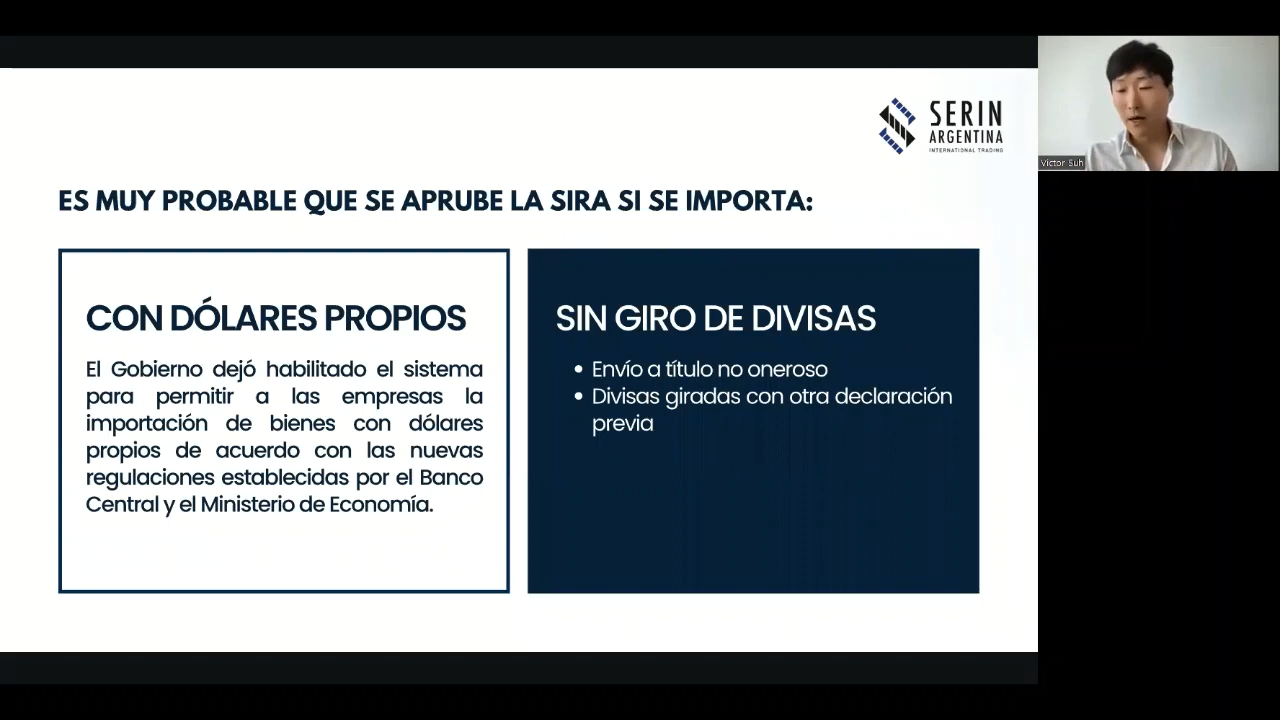 SERIN
ARGENTINA
INTERNATIONAL TRADING
Victor Suh
ES MUY PROBABLE QUE SE APRUBE LA SIRA SI SE IMPORTA:
CON DÓLARES PROPIOS
El Gobierno dejó habilitado el sistema
para permitir a las empresas la
importación de bienes con dólares
propios de acuerdo con las nuevas
regulaciones establecidas por el Banco
Central y el Ministerio de Economía.
SIN GIRO DE DIVISAS
• Envío a título no oneroso
• Divisas giradas con otra declaración
previa